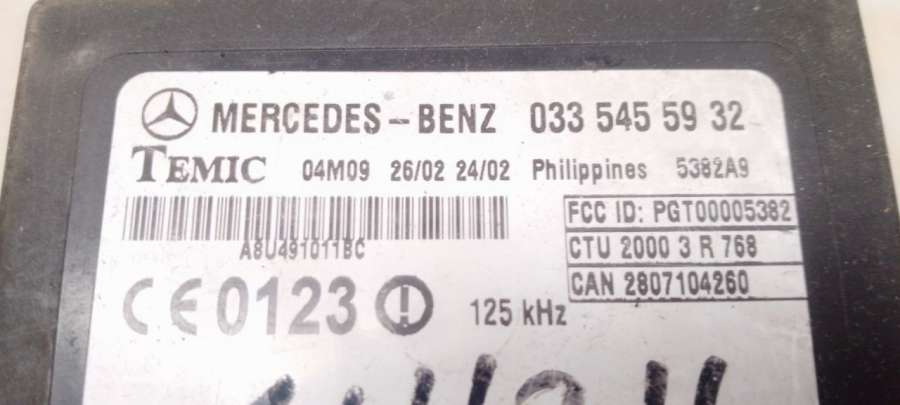 MERCEDES-BENZ 033 545 59 32
TEMIC 04M09 26/02 24/02 Philippines 5382A9
FCC ID: PGT00005382
A8U491011BC
CTU 2000 3 R 768
CAN 2807104260
CE 0123 125 kHz